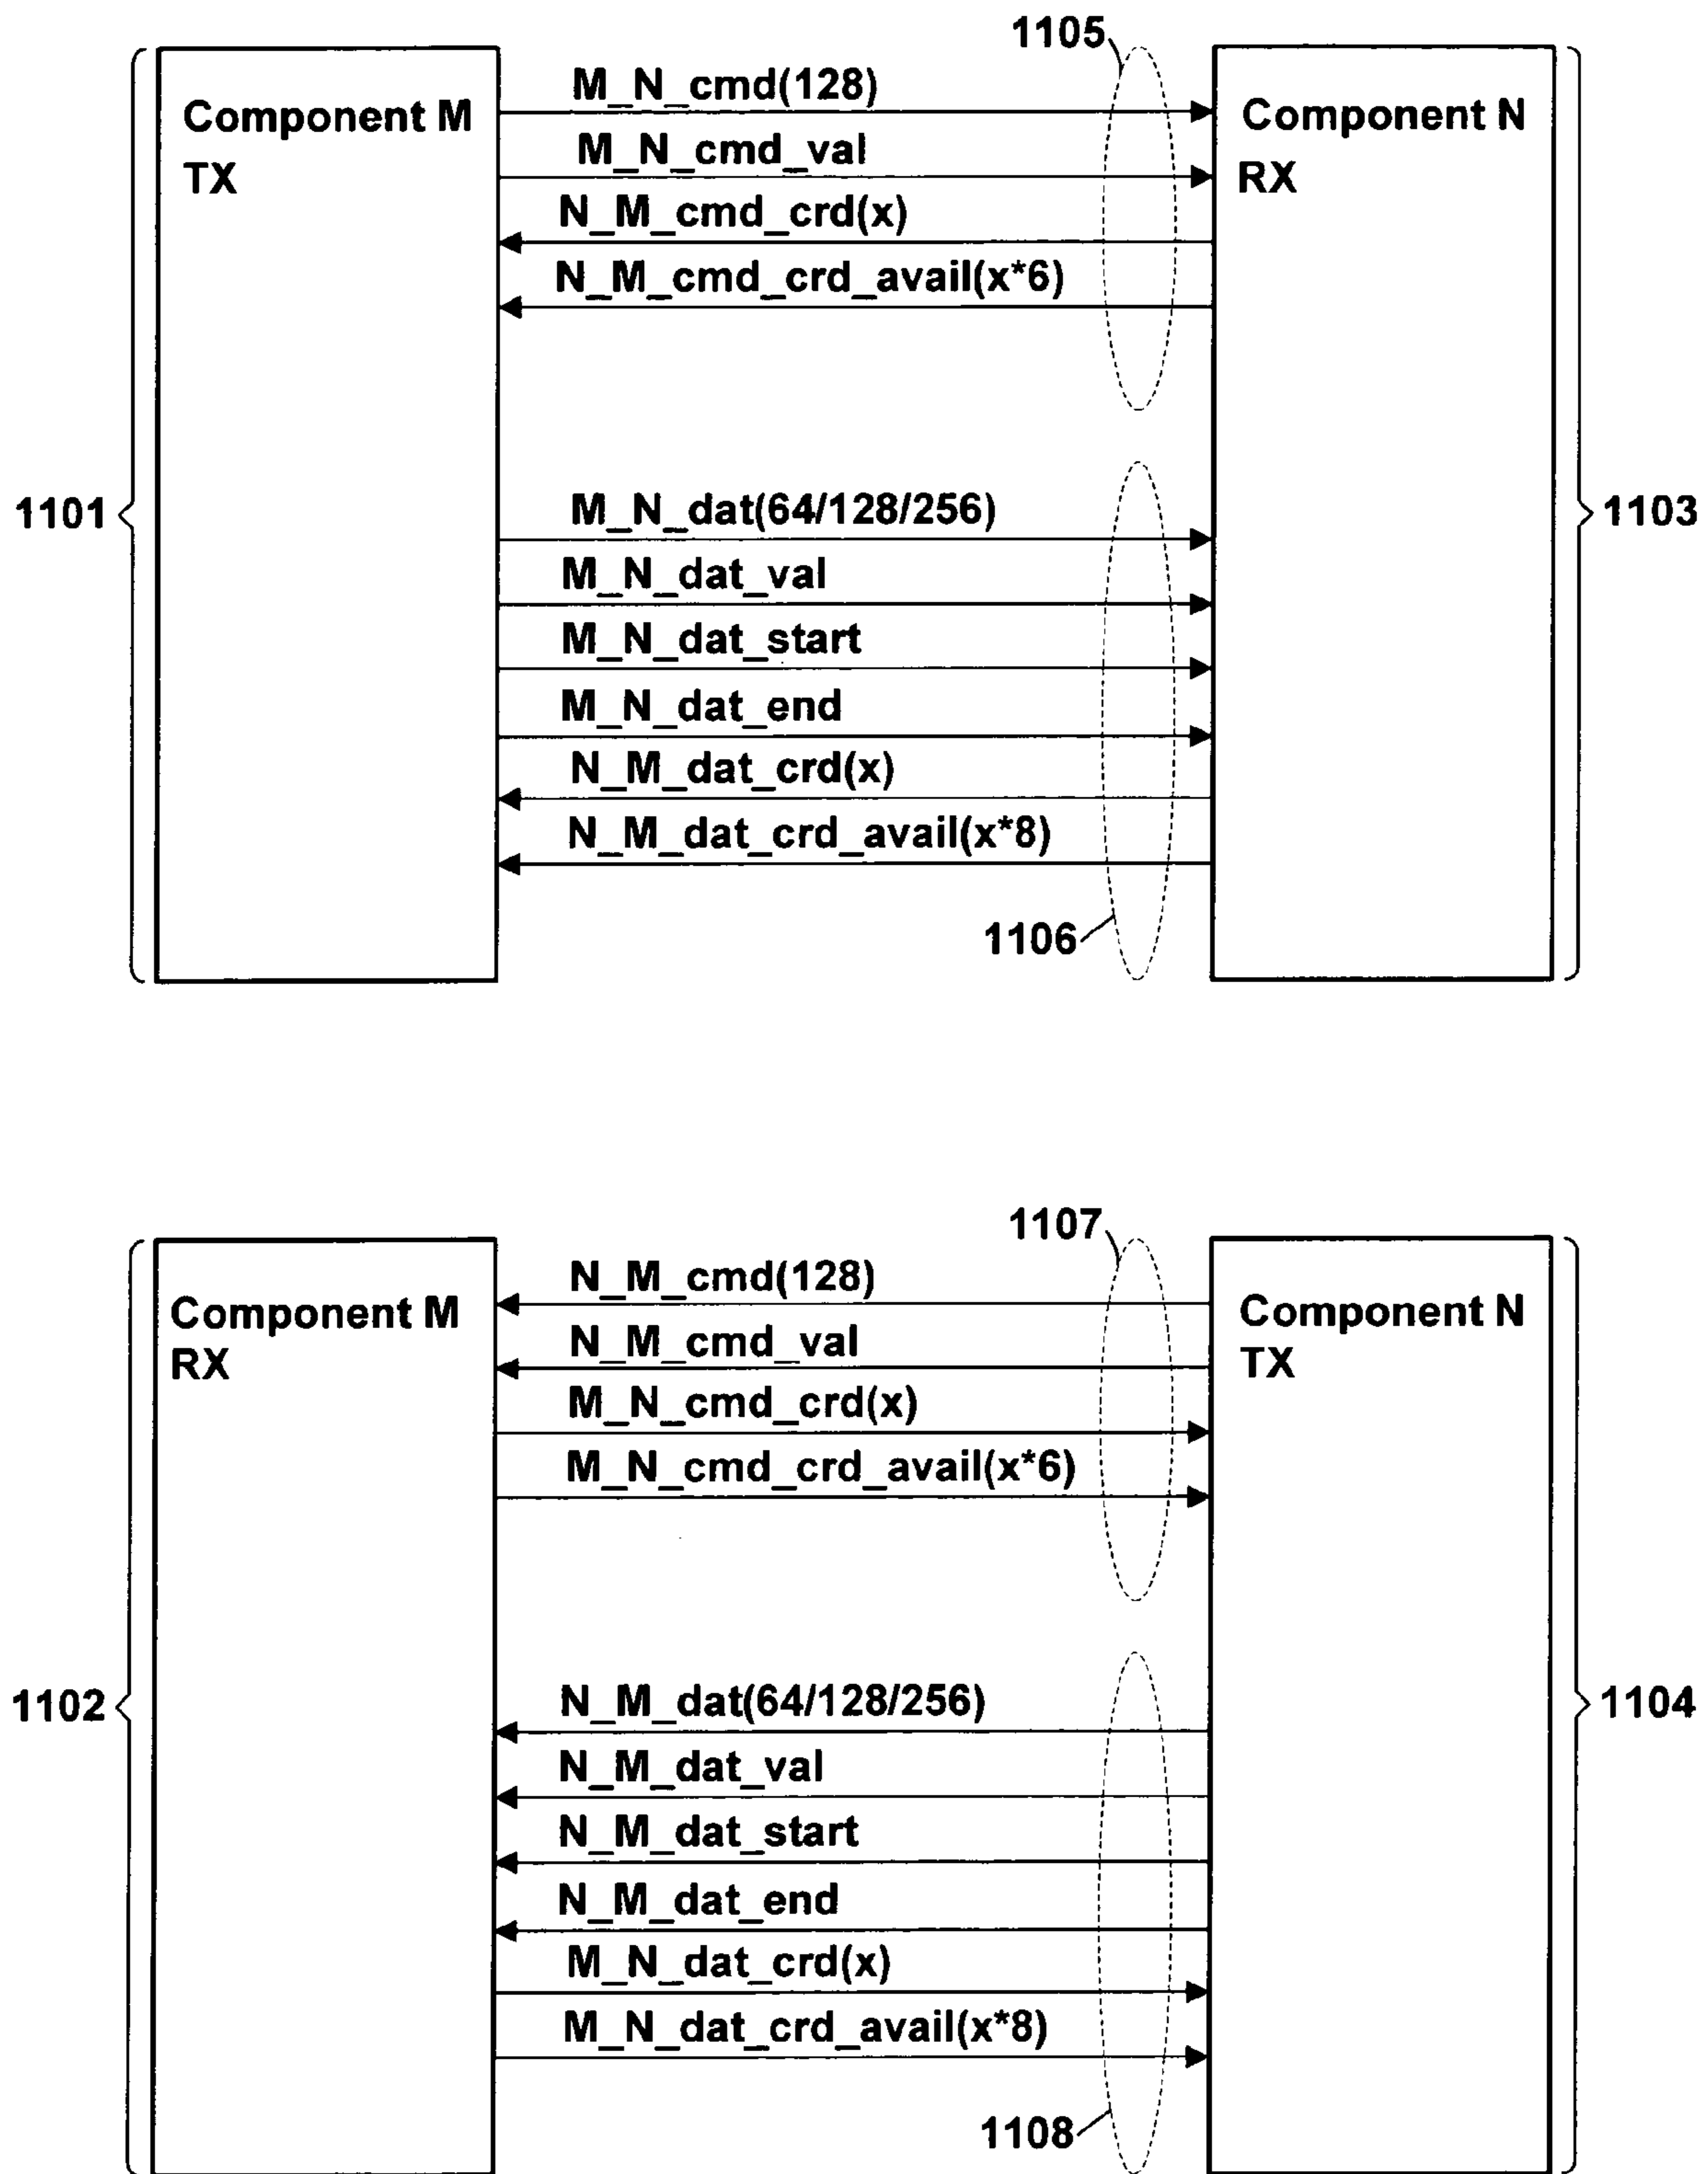 1105
M_N_cmd(128)
Component M
TX
Component N
RX
M_N_cmd_val
N_M_cmd_crd(x)
N_M_cmd_crd_avail(x*6)
1101
M_N_dat(64/128/256)
1103
M_N_dat_val
M_N_dat_start
M_N_dat_end
N_M_dat_crd(x)
N_M_dat_crd_avail(x*8)
1106
1107
N_M_cmd(128)
Component M
RX
Component N
TX
N_M_cmd_val
M_N_cmd_crd(x)
M_N_cmd_crd_avail(x*6)
1102
N_M_dat(64/128/256)
1104
N_M_dat_val
N_M_dat_start
N_M_dat_end
M_N_dat_crd(x)
M_N_dat_crd_avail(x*8)
1108